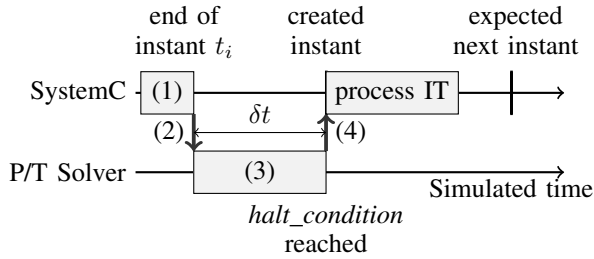 end of
instant t_i
created
instant
expected
next instant
SystemC
(1)
process IT
(2)
δt
(4)
P/T Solver
(3)
Simulated time
halt_condition
reached